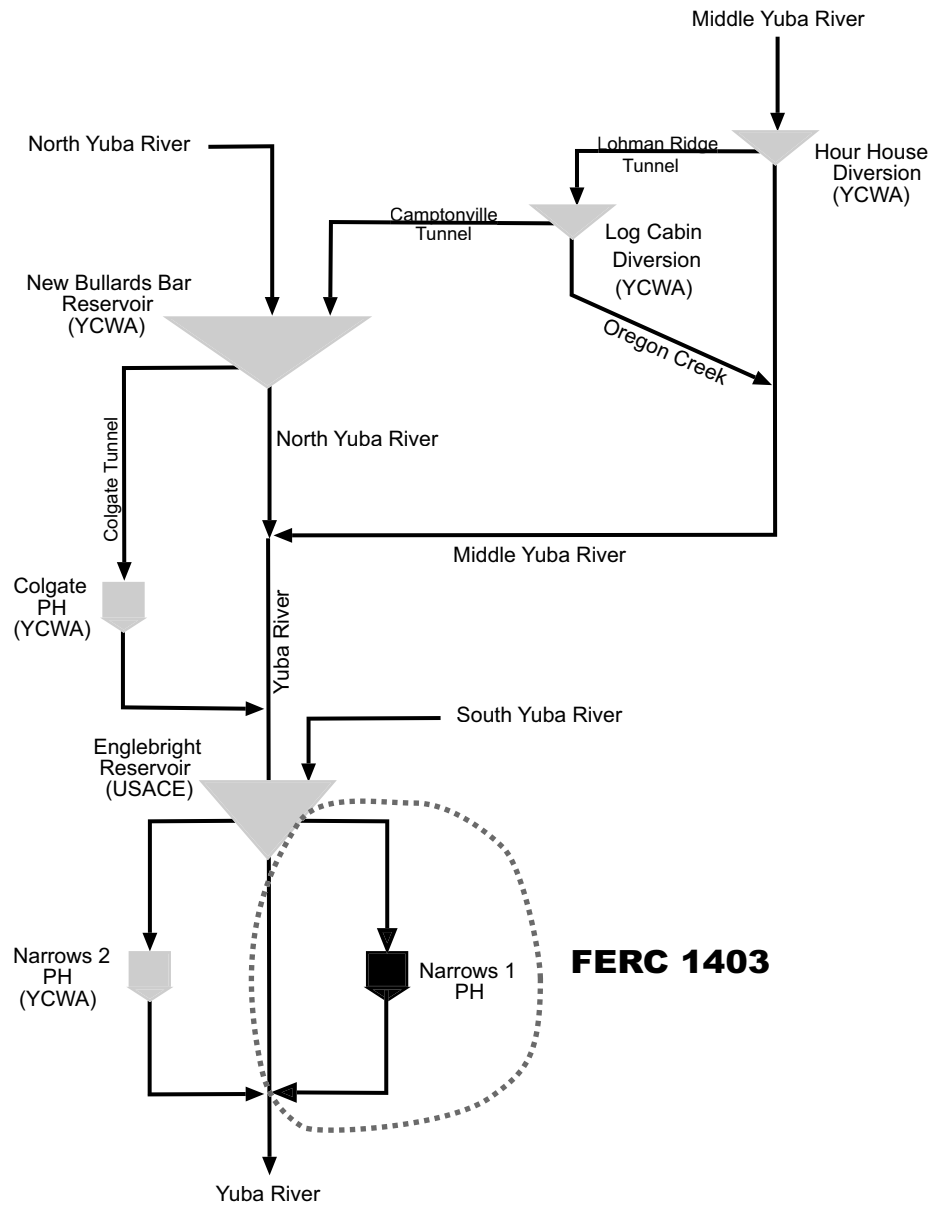 Middle Yuba River
North Yuba River
Lohman Ridge
Tunnel
Hour House
Diversion
(YCWA)
Camptonville
Tunnel
Log Cabin
Diversion
(YCWA)
New Bullards Bar
Reservoir
(YCWA)
Oregon Creek
Colgate Tunnel
North Yuba River
Middle Yuba River
Colgate
PH
(YCWA)
Yuba River
South Yuba River
Englebright
Reservoir
(USACE)
Narrows 2
PH
(YCWA)
Narrows 1
PH
FERC 1403
Yuba River